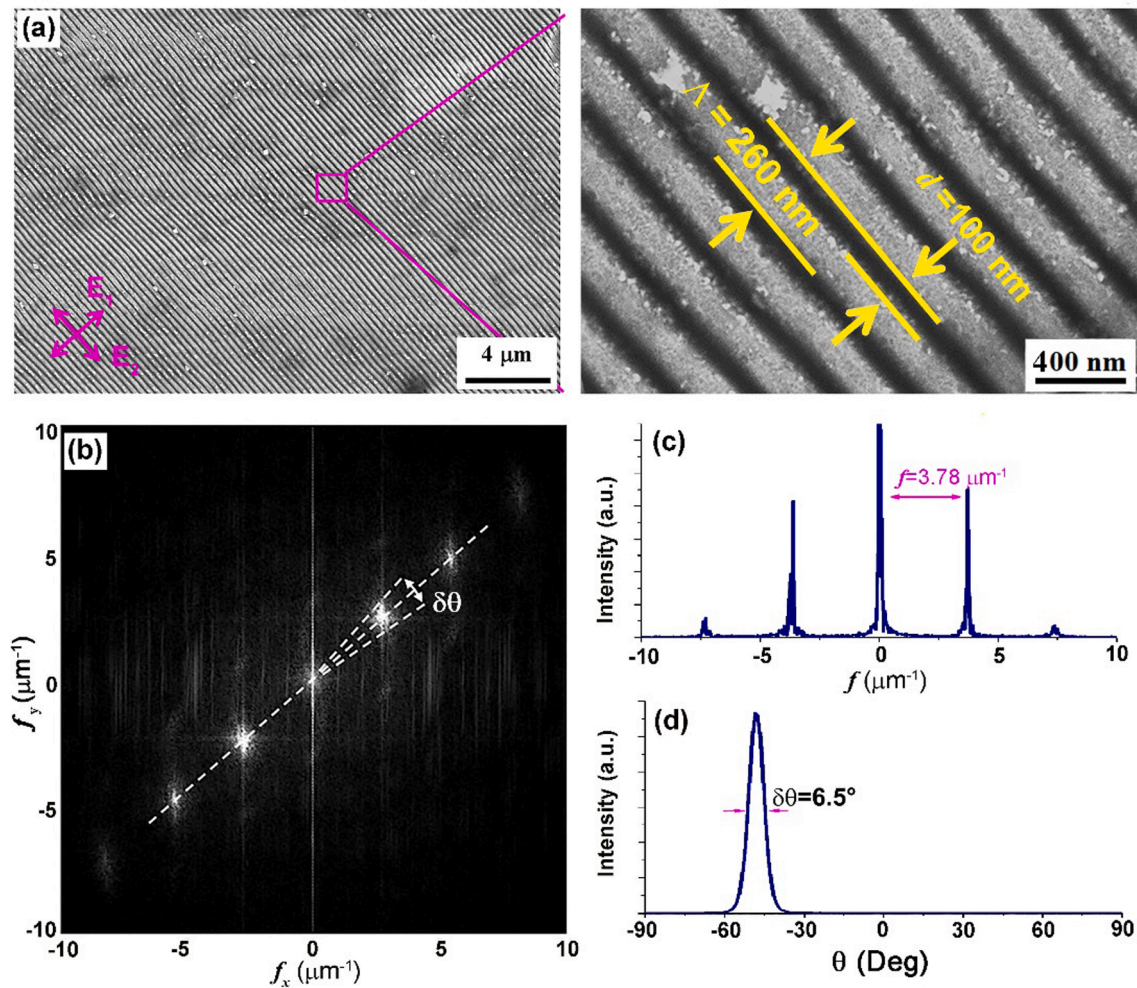 (a)
E₁
E₂
4 μm
Λ = 260 nm
d =100 nm
400 nm
(b)
10
5
0
-5
-10
-10
-5
0
5
10
fy (μm⁻¹)
fx (μm⁻¹)
δθ
(c)
f=3.78 μm⁻¹
Intensity (a.u.)
-10
-5
0
5
10
f (μm⁻¹)
(d)
δθ=6.5°
Intensity (a.u.)
-90
-60
-30
0
30
60
90
θ (Deg)